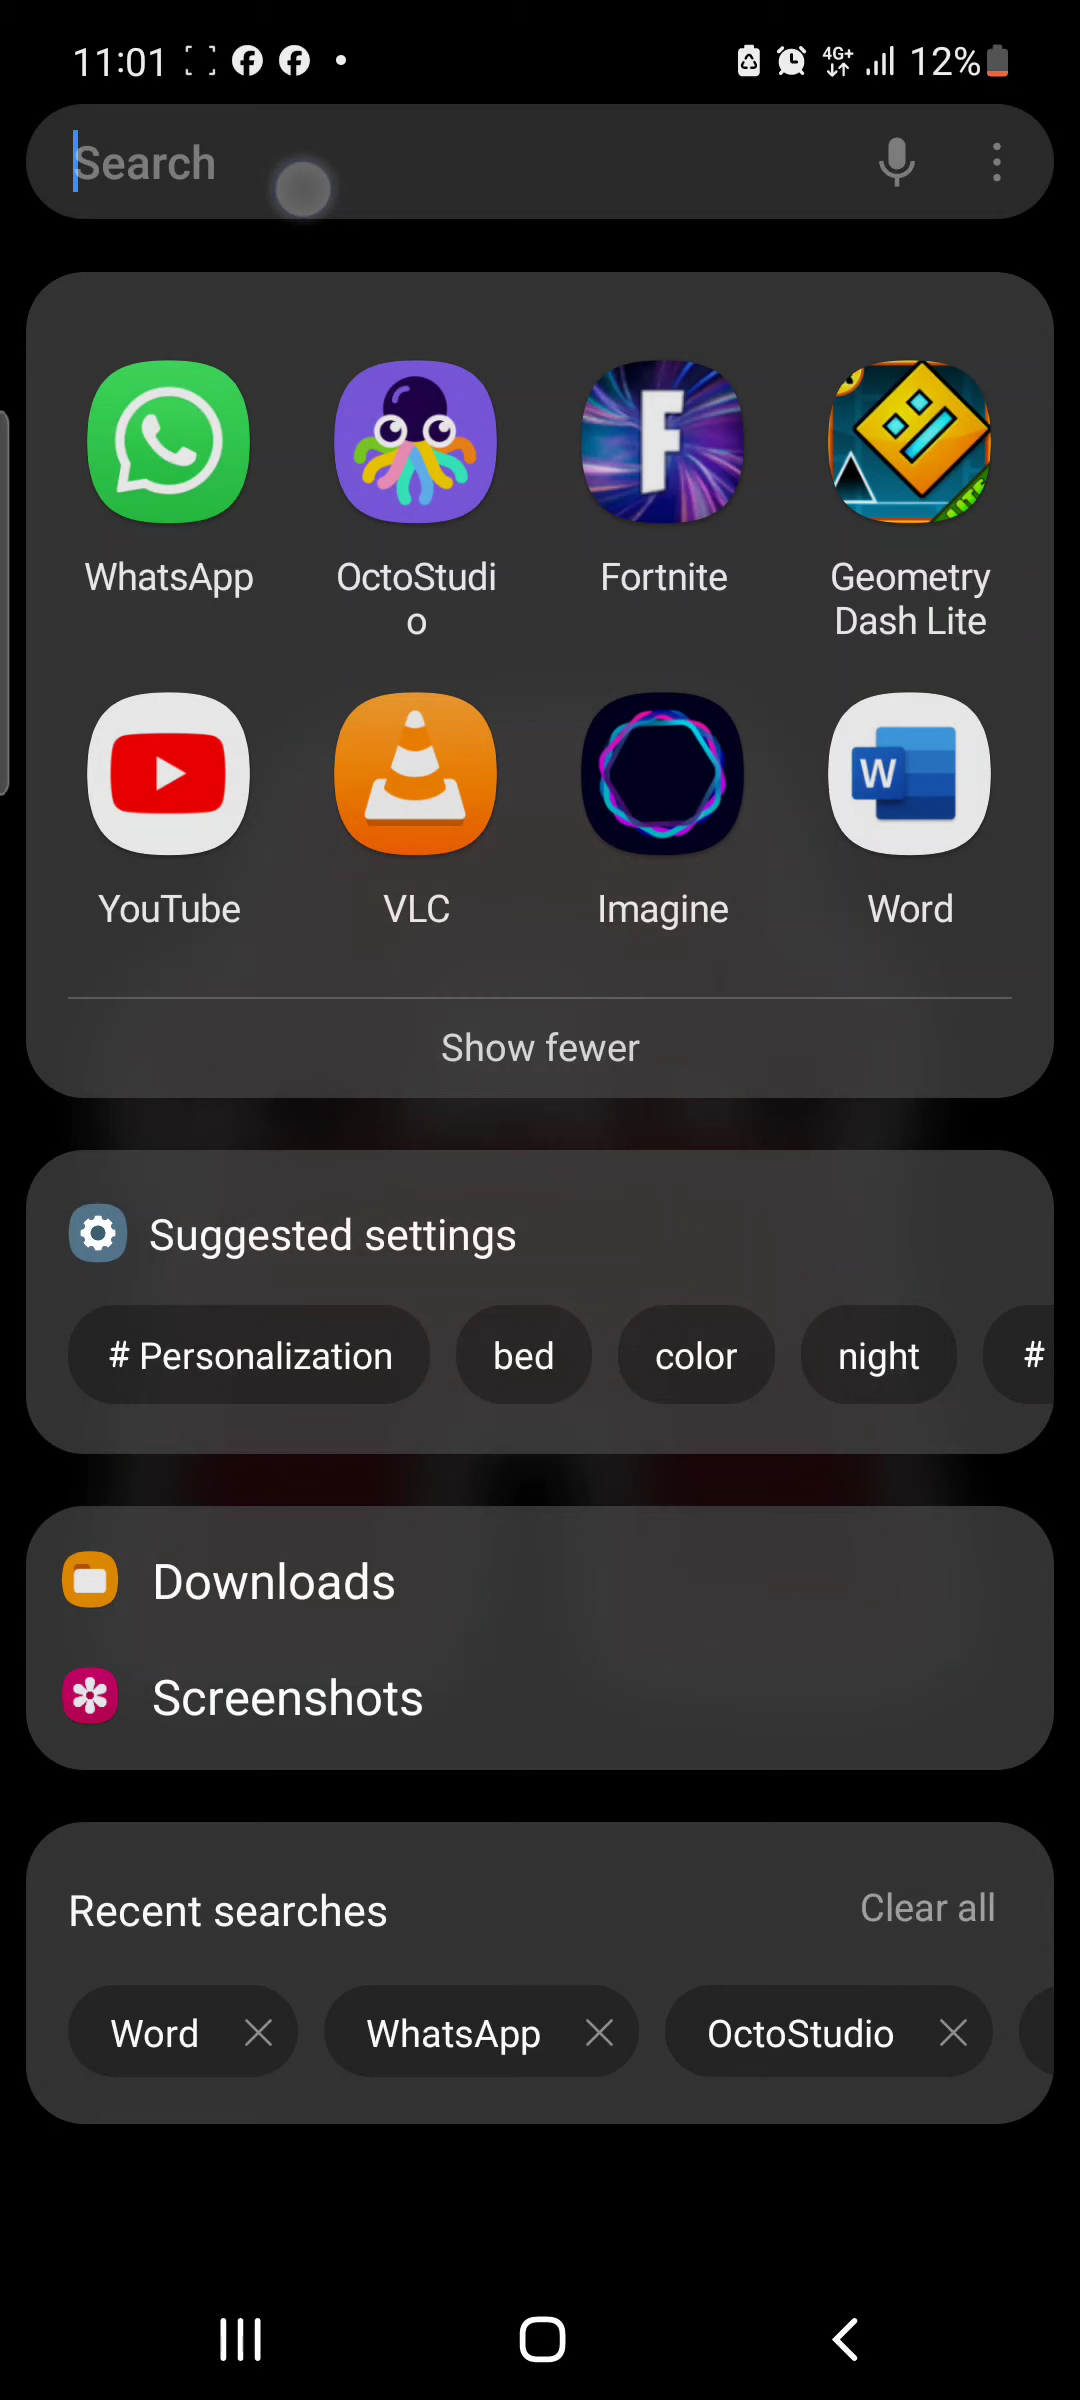 11:01 4G+ 12%
Search
WhatsApp OctoStudi Fortnite Geometry
o Dash Lite
YouTube VLC Imagine Word
Show fewer
Suggested settings
# Personalization bed color night #
Downloads
Screenshots
Recent searches Clear all
Word WhatsApp OctoStudio